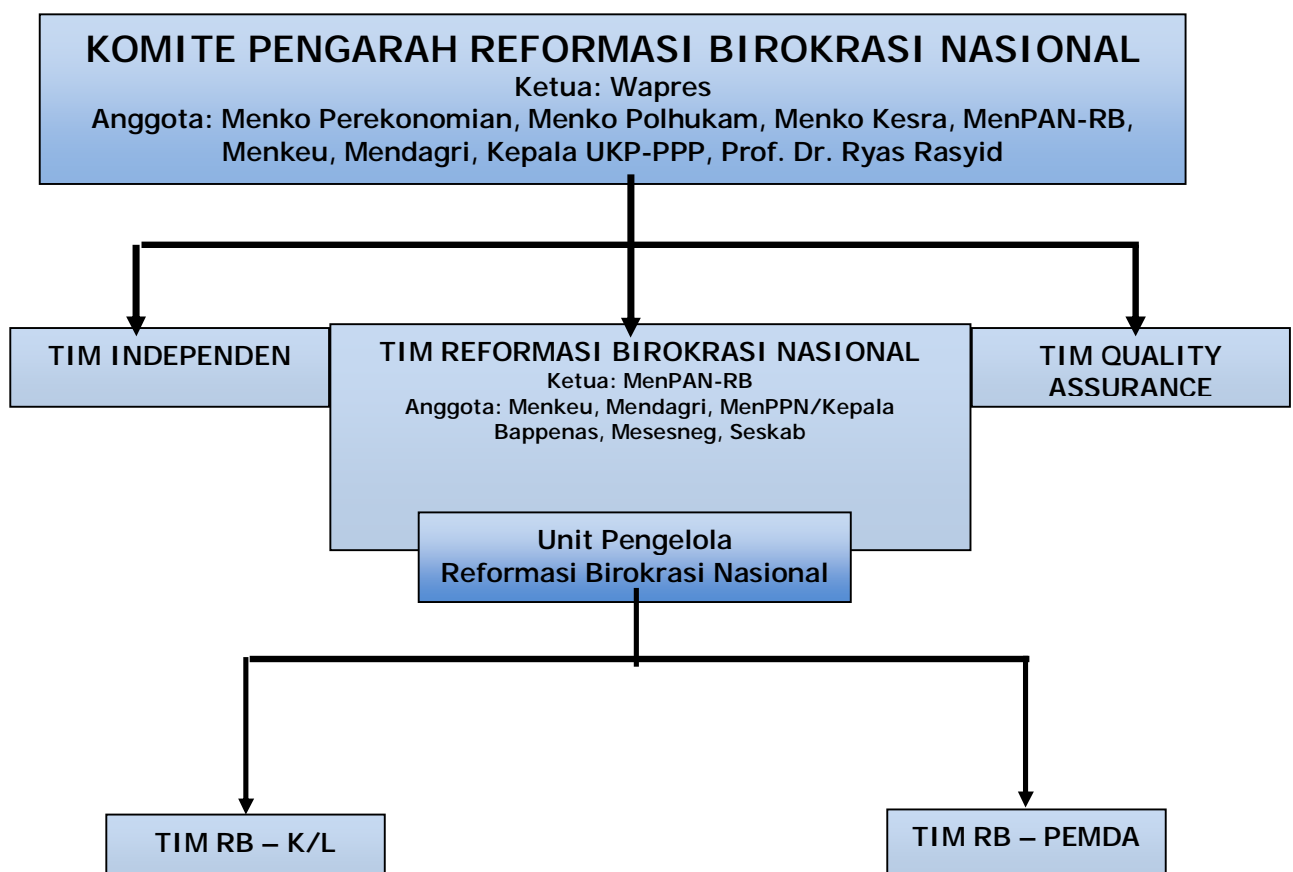 KOMITE PENGARAH REFORMASI BIROKRASI NASIONAL
Ketua: Wapres
Anggota: Menko Perekonomian, Menko Polhukam, Menko Kesra, MenPAN-RB,
Menkeu, Mendagri, Kepala UKP-PPP, Prof. Dr. Ryas Rasyid
TIM INDEPENDEN
TIM REFORMASI BIROKRASI NASIONAL
Ketua: MenPAN-RB
Anggota: Menkeu, Mendagri, MenPPN/Kepala
Bappenas, Mesesneg, Seskab
TIM QUALITY
ASSURANCE
Unit Pengelola
Reformasi Birokrasi Nasional
TIM RB – K/L
TIM RB – PEMDA